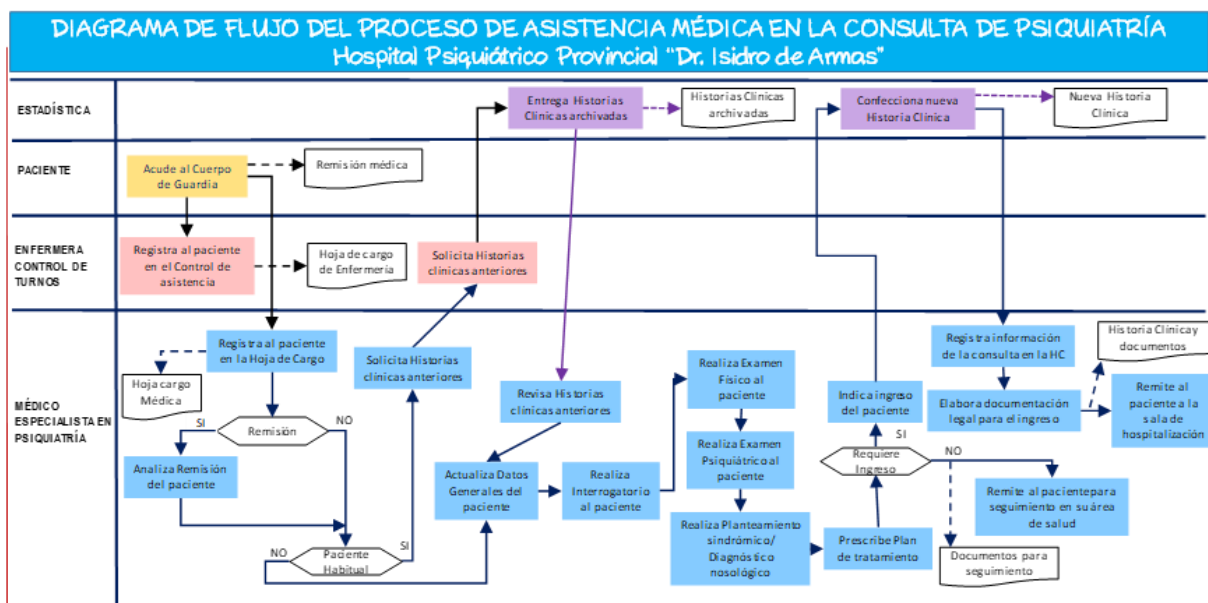 DIAGRAMA DE FLUJO DEL PROCESO DE ASISTENCIA MÉDICA EN LA CONSULTA DE PSIQUIATRÍA
Hospital Psiquiátrico Provincial "Dr. Isidro de Armas"
ESTADÍSTICA
Entrega Historias
Clínicas archivadas
Historias Clínicas
archivadas
Confecciona nueva
Historia Clínica
Nueva Historia
Clínica
PACIENTE
Acude al Cuerpo
de Guardia
Remisión médica
ENFERMERA
CONTROL DE
TURNOS
Registra al paciente
en el Control de
asistencia
Hoja de cargo
de Enfermería
Solicita Historias
clínicas anteriores
MÉDICO
ESPECIALISTA EN
PSIQUIATRÍA
Registra al paciente
en la Hoja de Cargo
Hoja cargo
Médica
Remisión
SI
NO
Analiza Remisión
del paciente
Paciente
Habitual
NO
SI
Solicita Historias
clínicas anteriores
Revisa Historias
clínicas anteriores
Actualiza Datos
Generales del
paciente
Realiza
Interrogatorio
al paciente
Realiza Examen
Físico al
paciente
Realiza Examen
Psiquiátrico al
paciente
Realiza Planteamiento
sindrómico/
Diagnóstico
nosológico
Prescribe Plan
de tratamiento
Requiere
Ingreso
SI
NO
Indica ingreso
del paciente
Registra información
de la consulta en la HC
Elabora documentación
legal para el ingreso
Historia Clínica y
documentos
Remite al
paciente a la
sala de
hospitalización
Remite al paciente para
seguimiento en su área
de salud
Documentos para
seguimiento